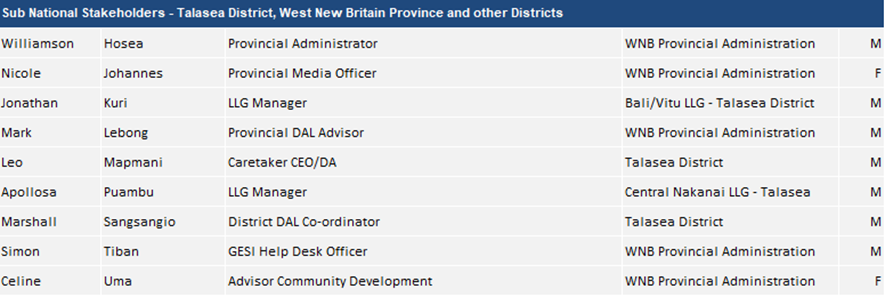 Sub National Stakeholders - Talasea District, West New Britain Province and other Districts
Williamson Hosea Provincial Administrator WNB Provincial Administration M
Nicole Johannes Provincial Media Officer WNB Provincial Administration F
Jonathan Kuri LLG Manager Bali/Vitu LLG - Talasea District M
Mark Lebong Provincial DAL Advisor WNB Provincial Administration M
Leo Mapmani Caretaker CEO/DA Talasea District M
Apollosa Puambu LLG Manager Central Nakanai LLG - Talasea M
Marshall Sangsangio District DAL Co-ordinator Talasea District M
Simon Tiban GESI Help Desk Officer WNB Provincial Administration M
Celine Uma Advisor Community Development WNB Provincial Administration F